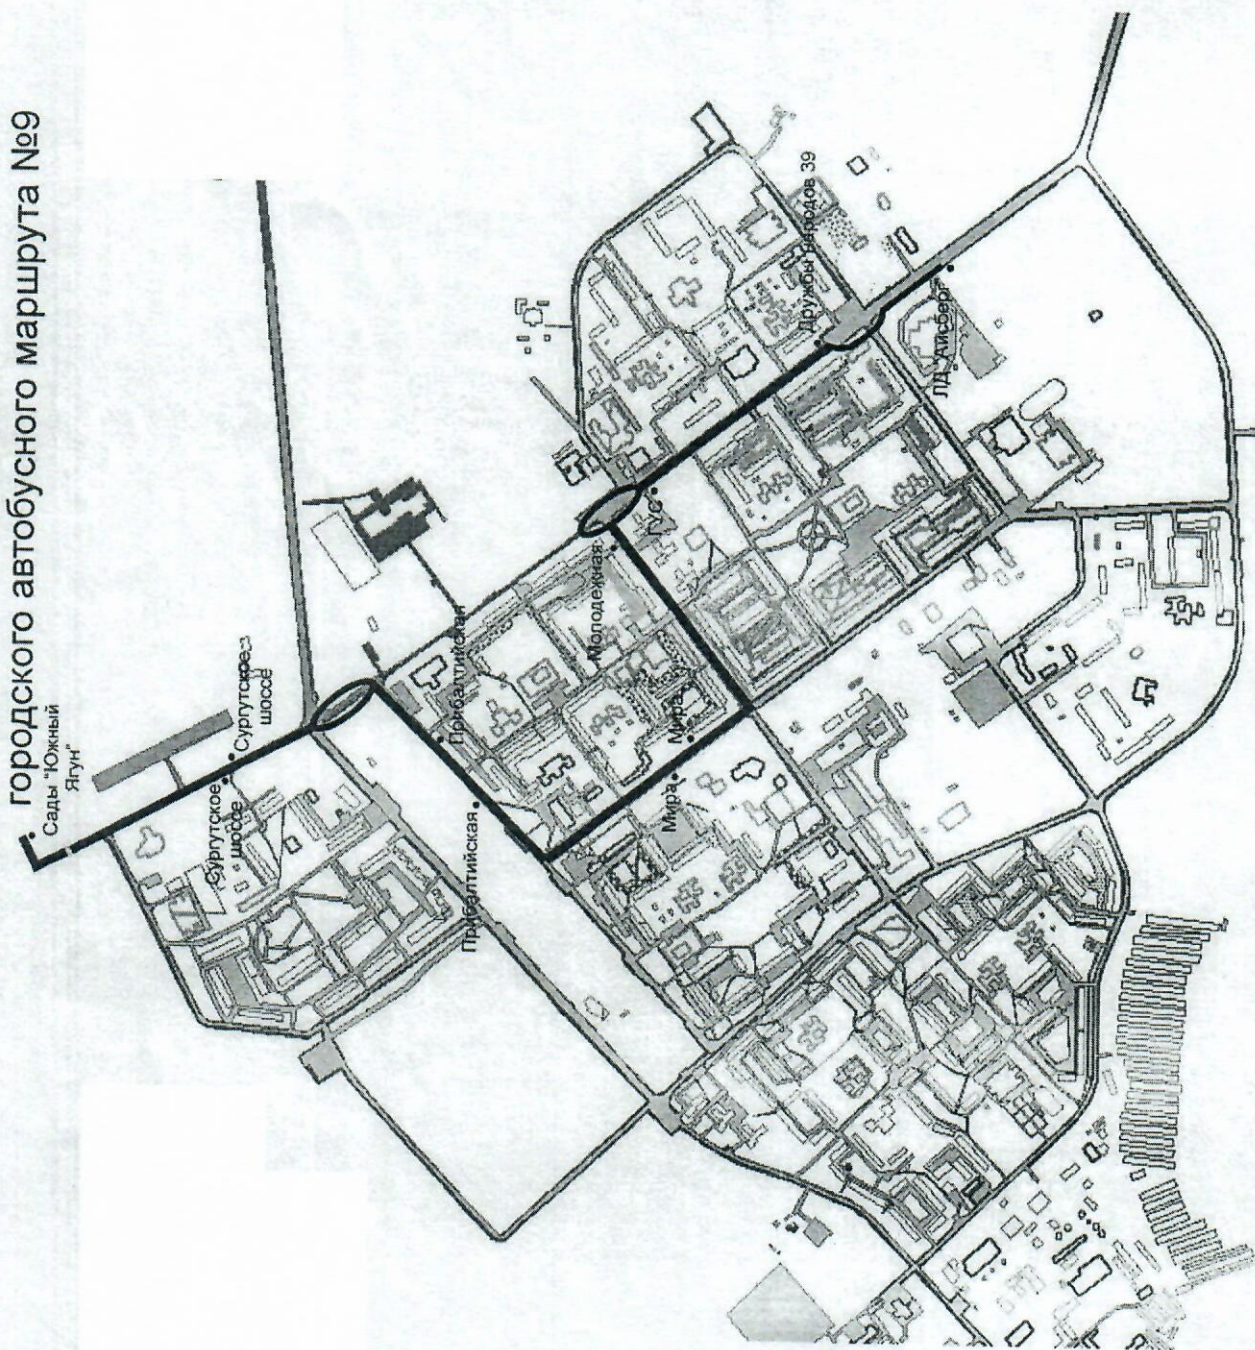 городского автобусного маршрута №9
Сады "Южный
Ягун"
Сургутское
шоссе
Сургутское
шоссе
Прибалтийская
Прибалтийская
Мира
Мира
Молодежная
ГУС
Дружбы народов 39
ЛД "Айсберг"